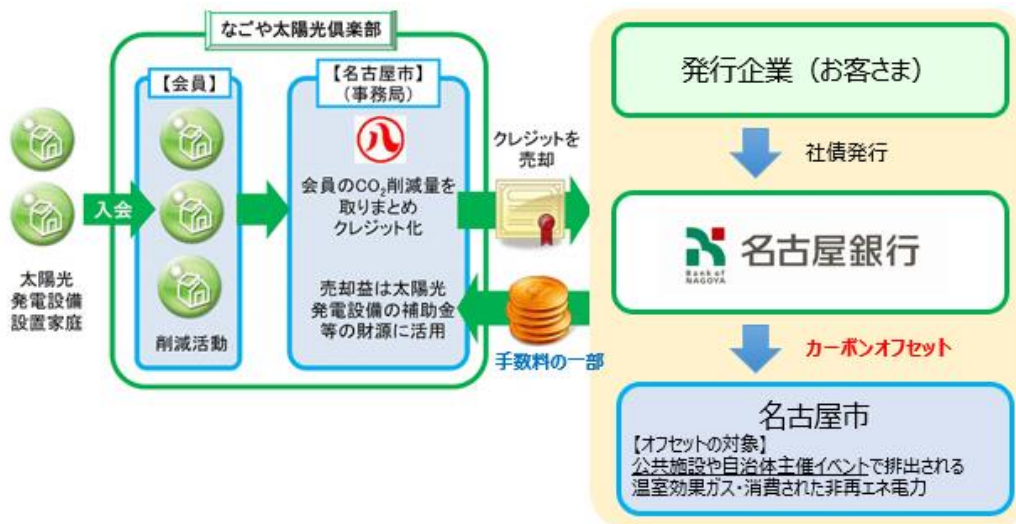 なごや太陽光倶楽部
【会員】
【名古屋市】
(事務局)
入会
太陽光
発電設備
設置家庭
削減活動
会員のCO₂削減量を
取りまとめ
クレジット化
売却益は太陽光
発電設備の補助金
等の財源に活用
クレジットを
売却
手数料の一部
発行企業（お客さま）
社債発行
Bank of
NAGOYA
名古屋銀行
カーボンオフセット
名古屋市
【オフセットの対象】
公共施設や自治体主催イベントで排出される
温室効果ガス・消費された非再エネ電力